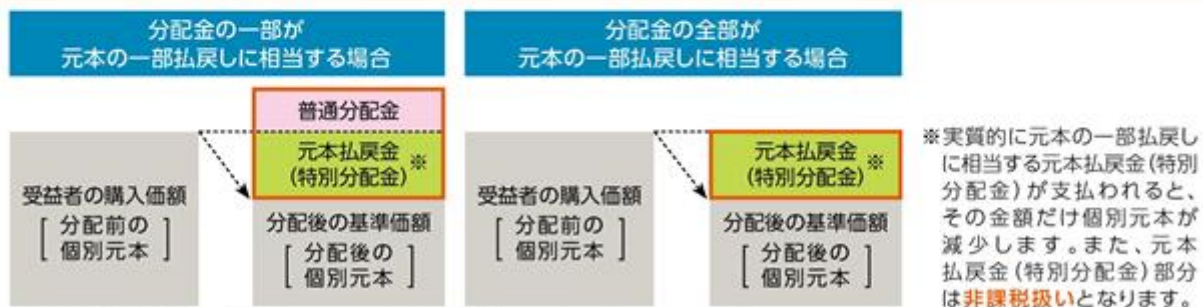 分配金の一部が
元本の一部払戻しに相当する場合
普通分配金
元本払戻金
(特別分配金)
※
受益者の購入価額
[ 分配前の
個別元本 ]
分配後の基準価額
[ 分配後の
個別元本 ]
分配金の全部が
元本の一部払戻しに相当する場合
元本払戻金
(特別分配金)
※
受益者の購入価額
[ 分配前の
個別元本 ]
分配後の基準価額
[ 分配後の
個別元本 ]
※実質的に元本の一部払戻し
に相当する元本払戻金(特別
分配金)が支払われると、
その金額だけ個別元本が
減少します。また、元本
払戻金(特別分配金)部分
は非課税扱いとなります。